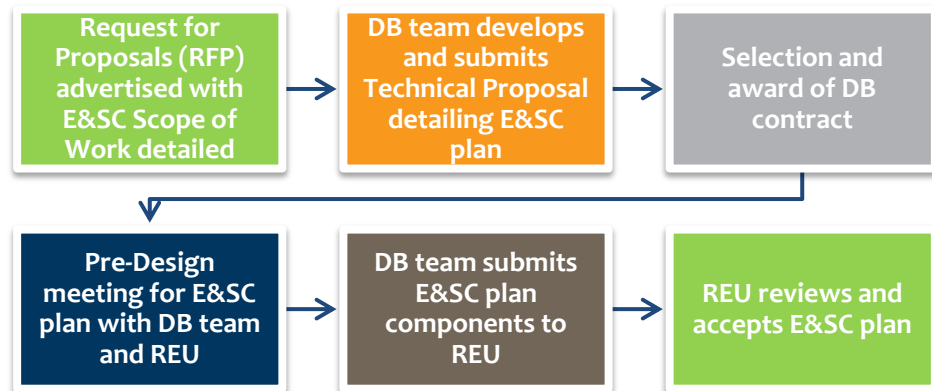 Request for
Proposals (RFP)
advertised with
E&SC Scope of
Work detailed
DB team develops
and submits
Technical Proposal
detailing E&SC
plan
Selection and
award of DB
contract
Pre-Design
meeting for E&SC
plan with DB team
and REU
DB team submits
E&SC plan
components to
REU
REU reviews and
accepts E&SC plan